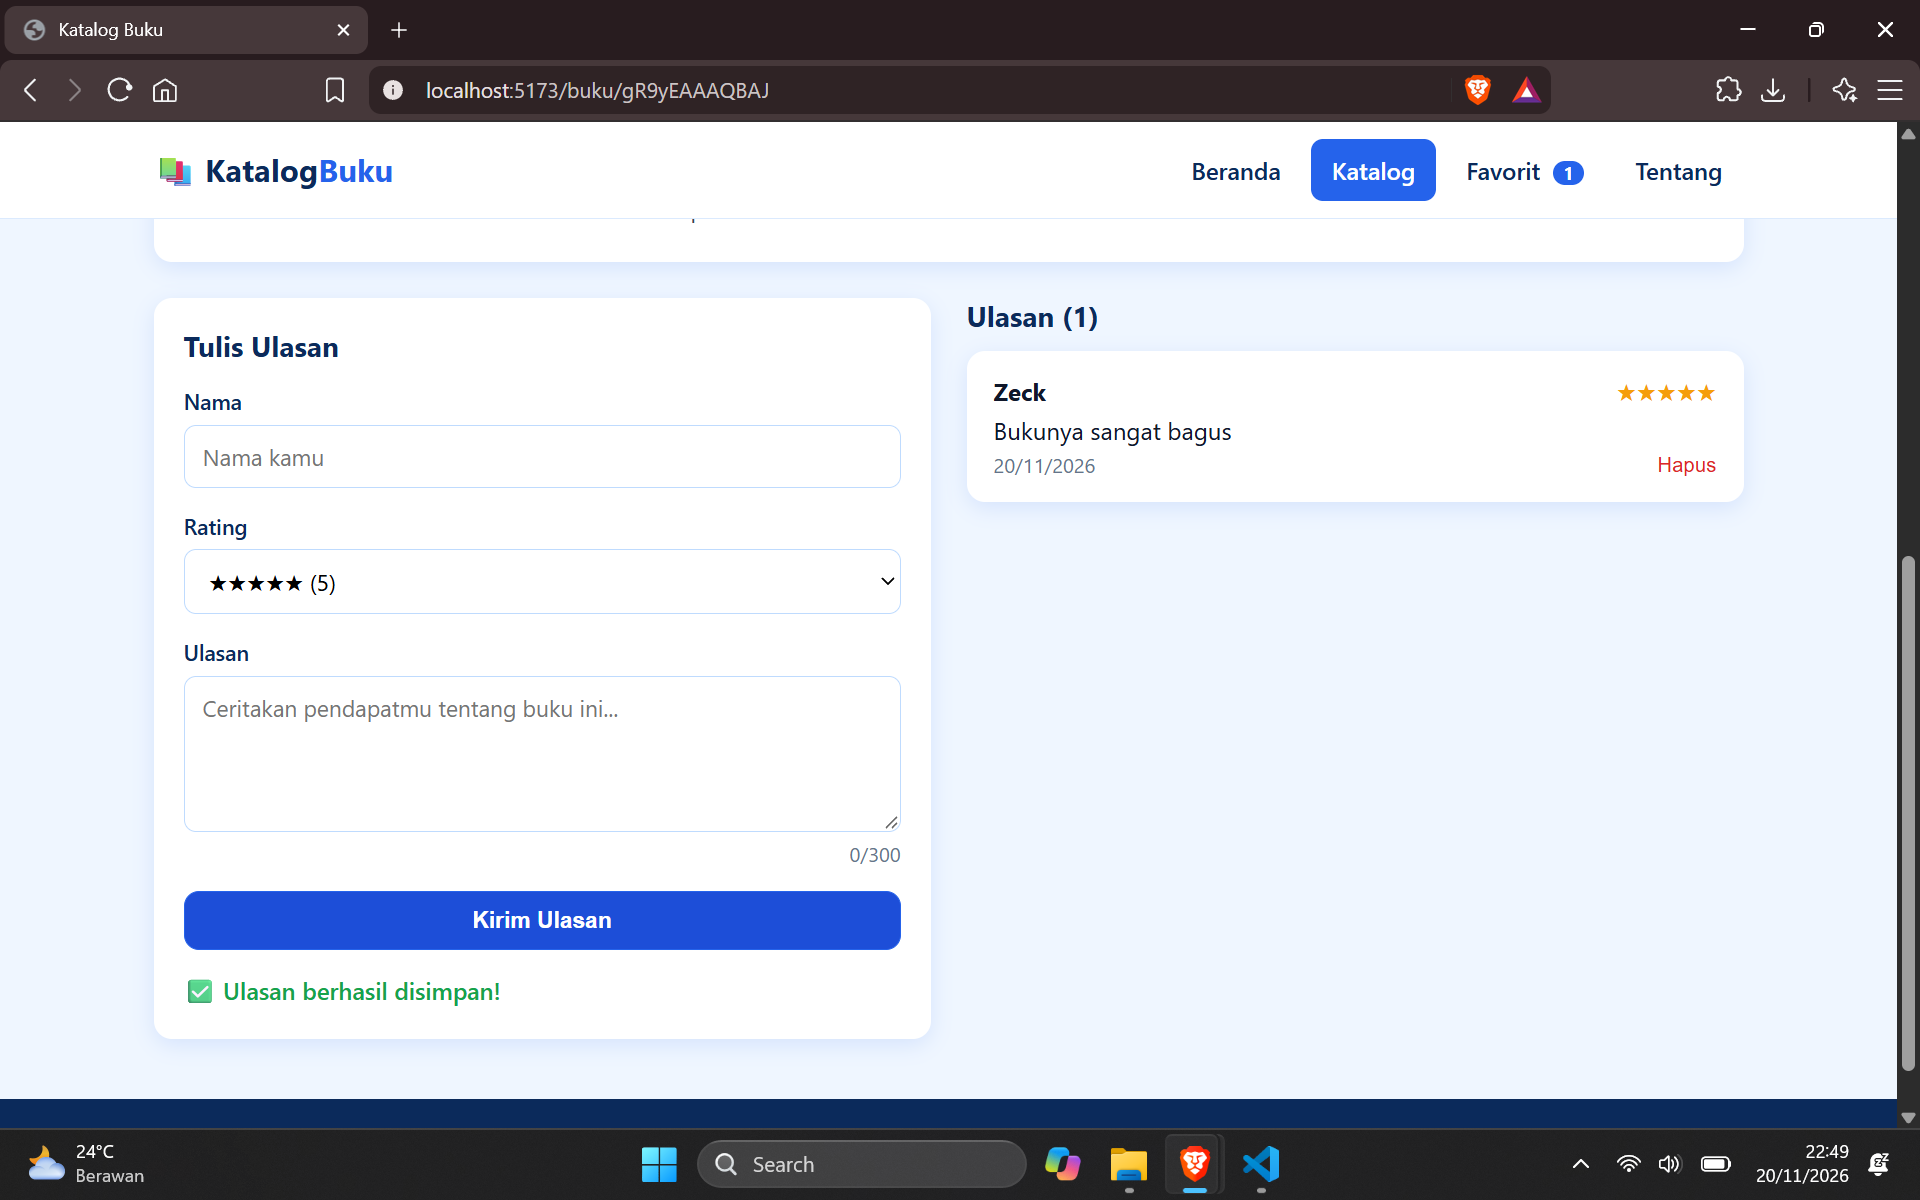 Katalog Buku
localhost:5173/buku/gR9yEAAAQBAJ
KatalogBuku
Beranda
Katalog
Favorit 1
Tentang
Tulis Ulasan
Nama
Nama kamu
Rating
★★★★★ (5)
Ulasan
Ceritakan pendapatmu tentang buku ini...
0/300
Kirim Ulasan
✅ Ulasan berhasil disimpan!
Ulasan (1)
Zeck
★★★★★
Bukunya sangat bagus
20/11/2026
Hapus
24°C
Berawan
Search
22:49
20/11/2026